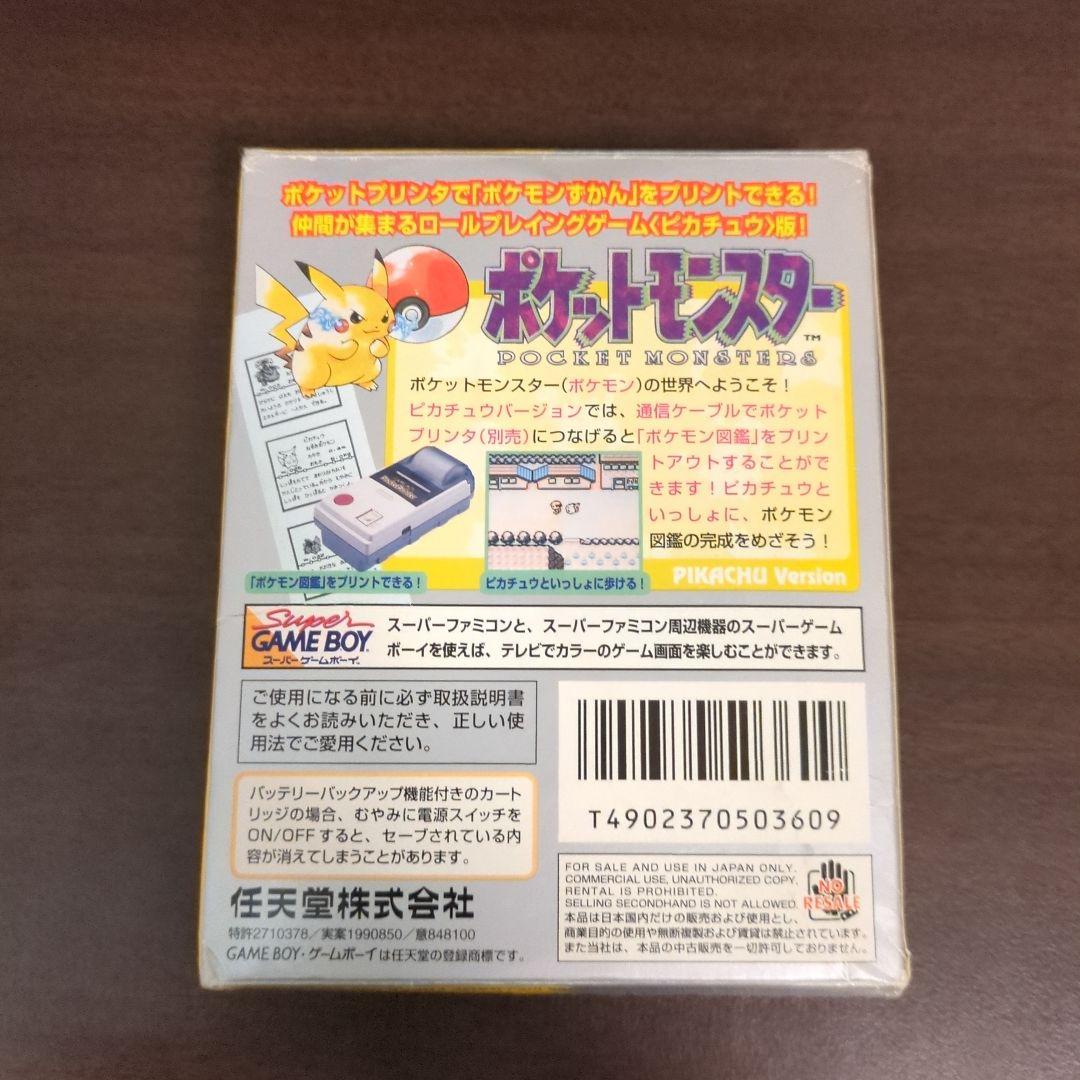 ポケットプリンタで「ポケモンずかん」をプリントできる!
仲間が集まるロールプレイングゲーム〈ピカチュウ〉版!
ポケットモンスター
TM
POCKET MONSTERS
ポケットモンスター(ポケモン)の世界へようこそ!
ピカチュウバージョンでは、通信ケーブルでポケット
プリンタ(別売)につなげると「ポケモン図鑑」をプリン
トアウトすることがで
きます!ピカチュウと
いっしょに、ポケモン
図鑑の完成をめざそう!
ピカチュウ
「ポケモン図鑑」をプリントできる!
ピカチュウといっしょに歩ける!
PIKACHU Version
Super
GAME BOY
スーパーゲームボーイ
スーパーファミコンと、スーパーファミコン周辺機器のスーパーゲーム
ボーイを使えば、テレビでカラーのゲーム画面を楽しむことができます。
ご使用になる前に必ず取扱説明書
をよくお読みいただき、正しい使
用法でご愛用ください。
バッテリーバックアップ機能付きのカート
リッジの場合、むやみに電源スイッチを
ON/OFFすると、セーブされている内
容が消えてしまうことがあります。
T4902370503609
任天堂株式会社
特許2710378/実案1990850/意848100
GAME BOY・ゲームボーイは任天堂の登録商標です。
FOR SALE AND USE IN JAPAN ONLY.
COMMERCIAL USE, UNAUTHORIZED COPY,
RENTAL IS PROHIBITED.
SELLING SECONDHAND IS NOT ALLOWED.
NO
RESALE
本品は日本国内だけの販売および使用とし、
商業目的の使用や無断複製および賃貸は禁止されています。
また当社は、本品の中古販売を一切許可しておりません。